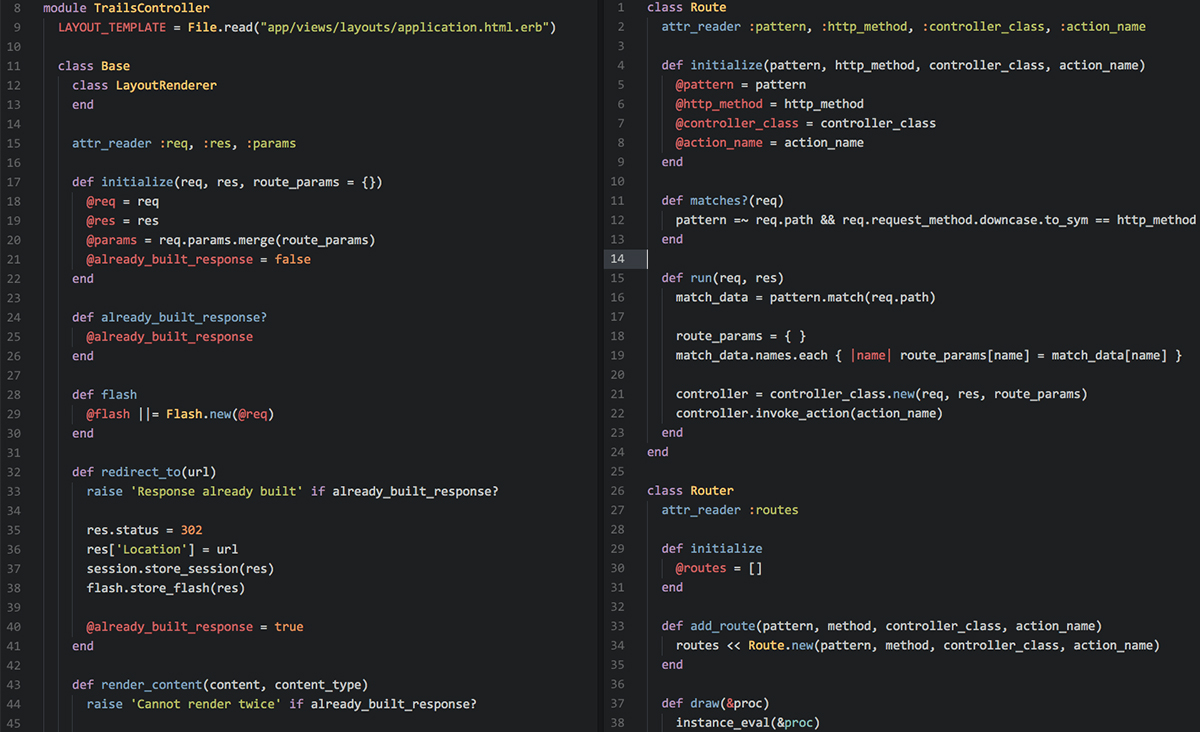 8 module TrailsController
9 LAYOUT_TEMPLATE = File.read("app/views/layouts/application.html.erb")
10
11 class Base
12 class LayoutRenderer
13 end
14
15 attr_reader :req, :res, :params
16
17 def initialize(req, res, route_params = {})
18 @req = req
19 @res = res
20 @params = req.params.merge(route_params)
21 @already_built_response = false
22 end
23
24 def already_built_response?
25 @already_built_response
26 end
27
28 def flash
29 @flash ||= Flash.new(@req)
30 end
31
32 def redirect_to(url)
33 raise 'Response already built' if already_built_response?
34
35 res.status = 302
36 res['Location'] = url
37 session.store_session(res)
38 flash.store_flash(res)
39
40 @already_built_response = true
41 end
42
43 def render_content(content, content_type)
44 raise 'Cannot render twice' if already_built_response?
45
1 class Route
2 attr_reader :pattern, :http_method, :controller_class, :action_name
3
4 def initialize(pattern, http_method, controller_class, action_name)
5 @pattern = pattern
6 @http_method = http_method
7 @controller_class = controller_class
8 @action_name = action_name
9 end
10
11 def matches?(req)
12 pattern =~ req.path && req.request_method.downcase.to_sym == http_method
13 end
14
15 def run(req, res)
16 match_data = pattern.match(req.path)
17
18 route_params = { }
19 match_data.names.each { |name| route_params[name] = match_data[name] }
20
21 controller = controller_class.new(req, res, route_params)
22 controller.invoke_action(action_name)
23 end
24 end
25
26 class Router
27 attr_reader :routes
28
29 def initialize
30 @routes = []
31 end
32
33 def add_route(pattern, method, controller_class, action_name)
34 routes << Route.new(pattern, method, controller_class, action_name)
35 end
36
37 def draw(&proc)
38 instance_eval(&proc)